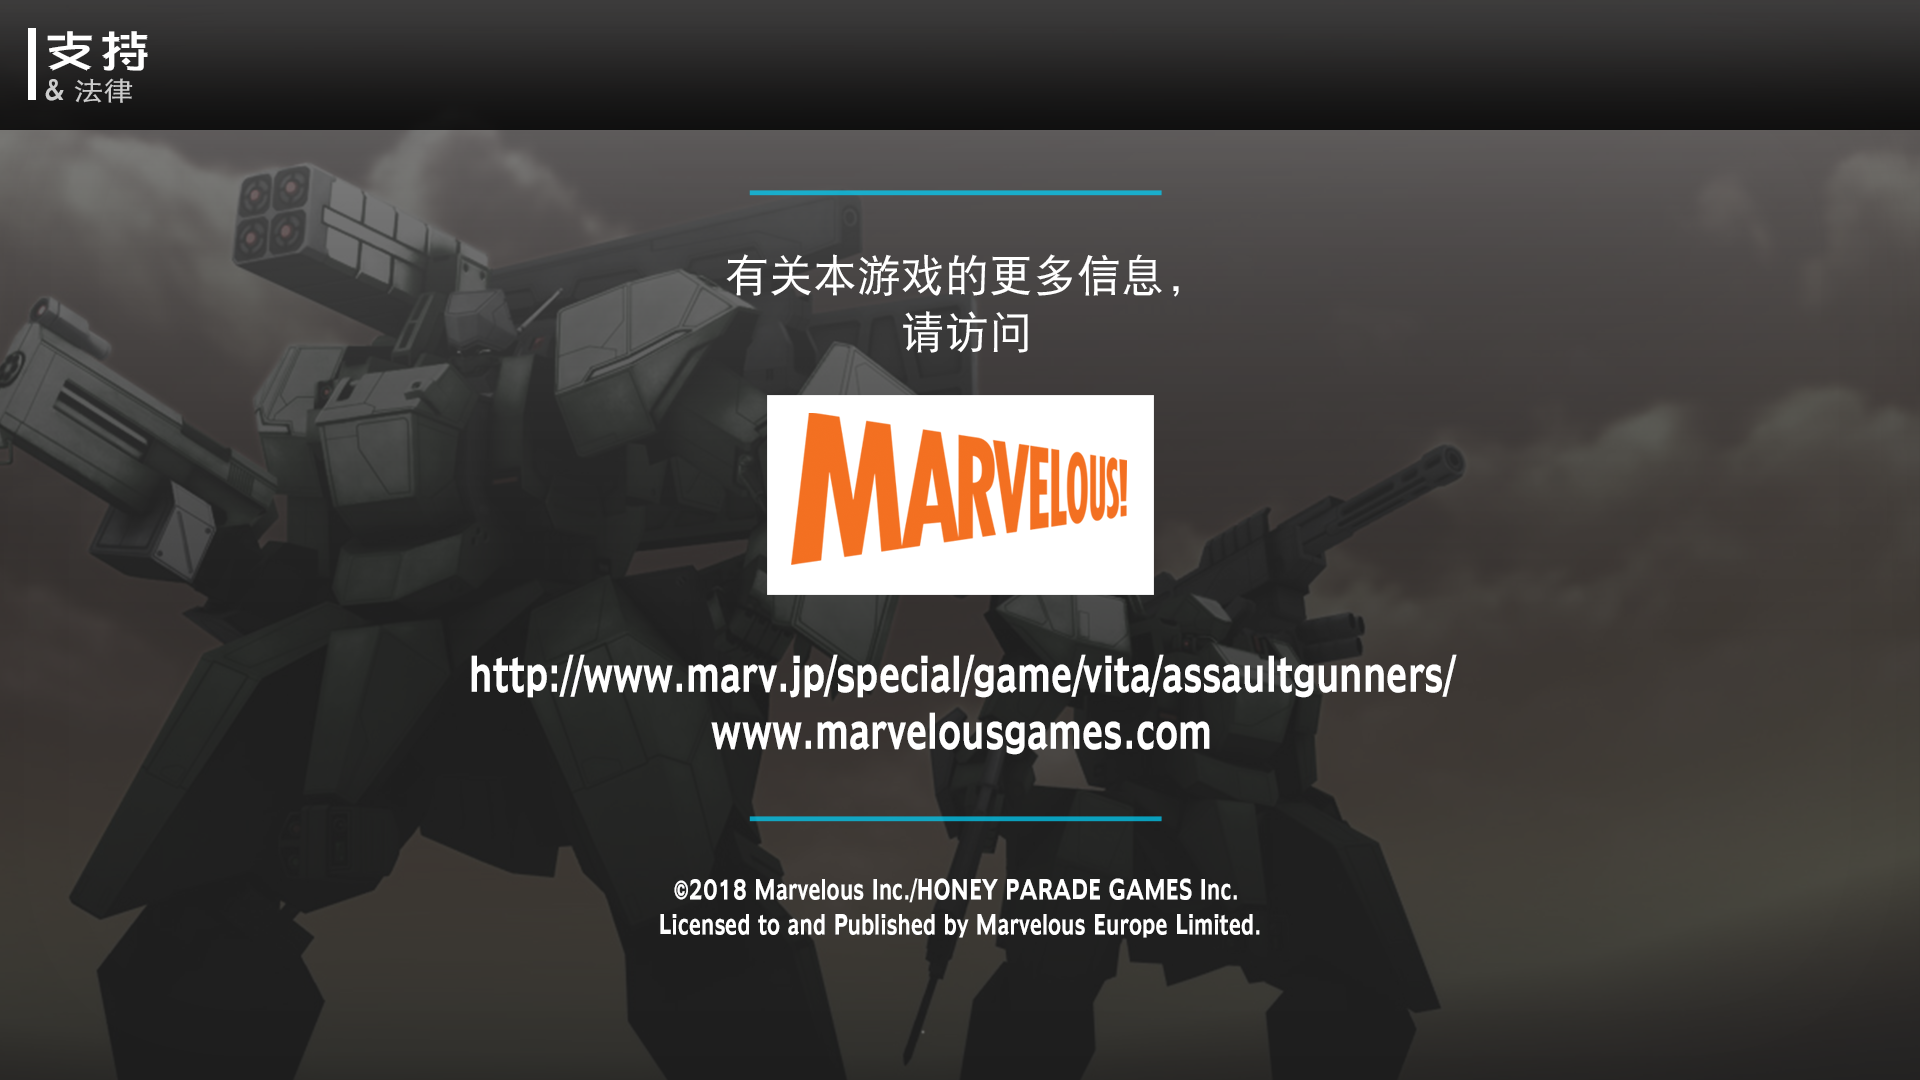 支持
& 法律
有关本游戏的更多信息，
请访问
MARVELOUS!
http://www.marv.jp/special/game/vita/assaultgunners/
www.marvelousgames.com
©2018 Marvelous Inc./HONEY PARADE GAMES Inc.
Licensed to and Published by Marvelous Europe Limited.